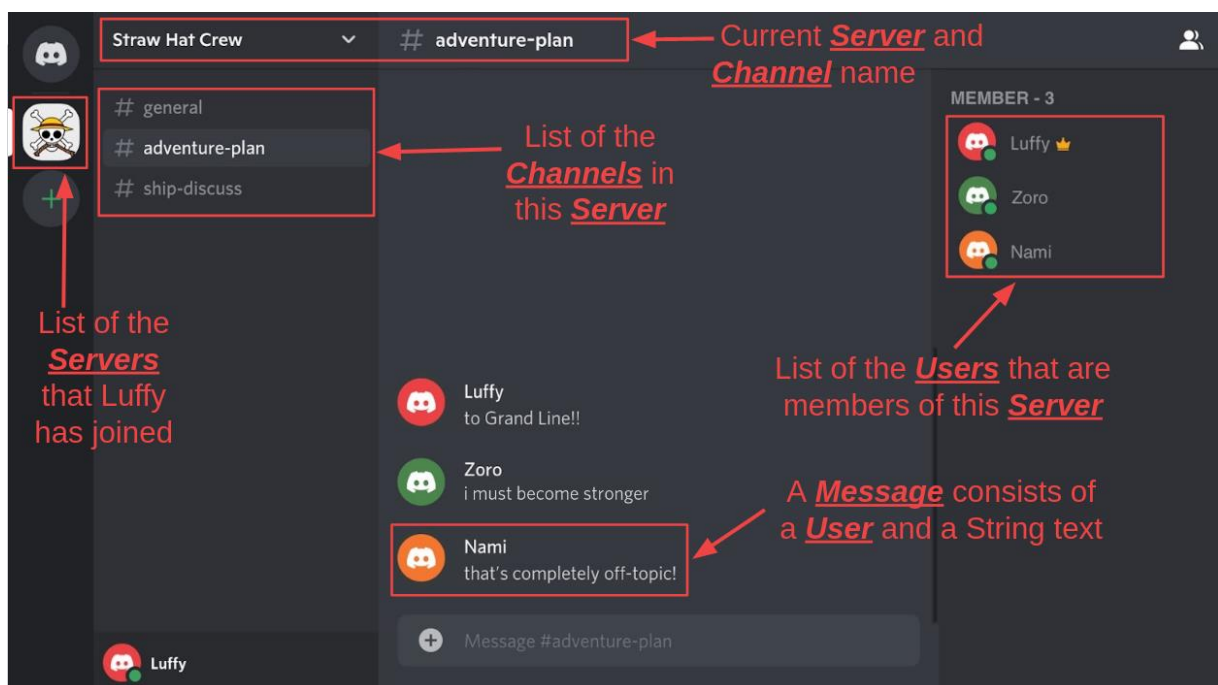 Straw Hat Crew
# adventure-plan
Current Server and
Channel name
# general
# adventure-plan
# ship-discuss
List of the
Channels in
this Server
MEMBER - 3
Luffy
Zoro
Nami
List of the
Servers
that Luffy
has joined
List of the Users that are
members of this Server
Luffy
to Grand Line!!
Zoro
i must become stronger
Nami
that's completely off-topic!
A Message consists of
a User and a String text
Message #adventure-plan
Luffy